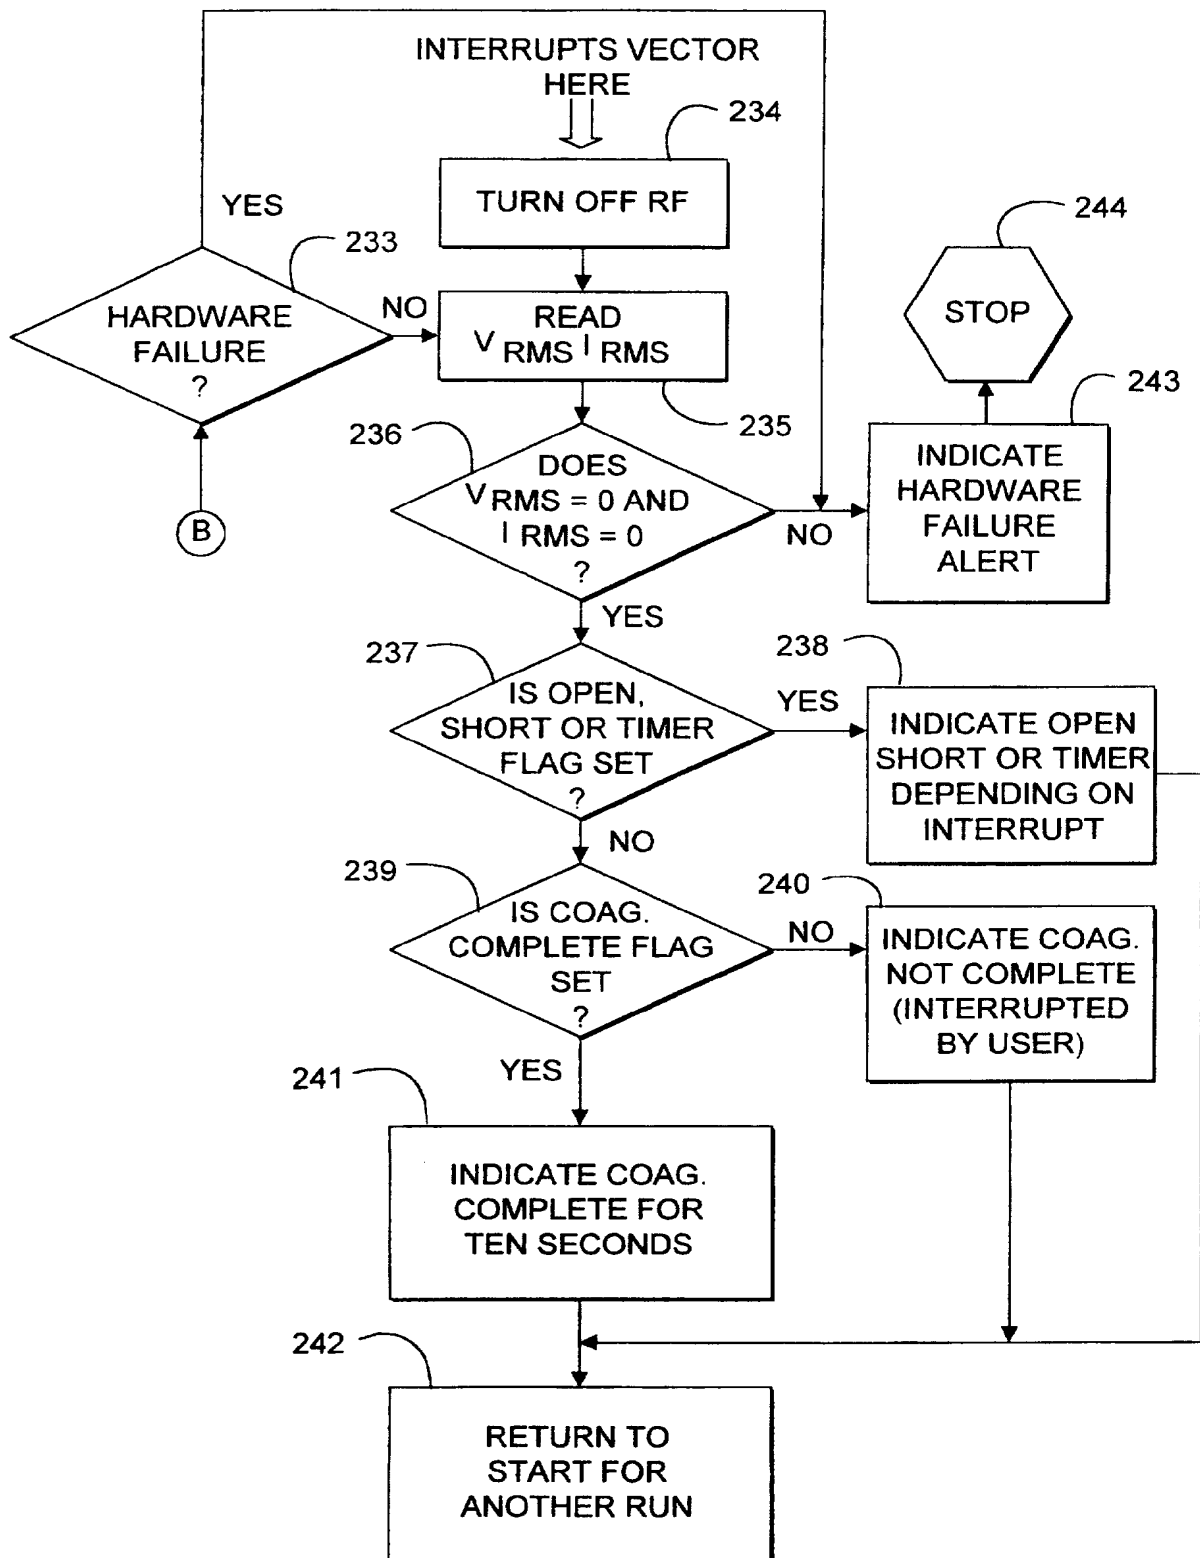 INTERRUPTS VECTOR
HERE
234
TURN OFF RF
YES
233
HARDWARE
FAILURE
?
NO
READ
V RMS I RMS
235
B
244
STOP
243
INDICATE
HARDWARE
FAILURE
ALERT
236
DOES
V RMS = 0 AND
I RMS = 0
?
NO
YES
237
IS OPEN,
SHORT OR TIMER
FLAG SET
?
YES
238
INDICATE OPEN
SHORT OR TIMER
DEPENDING ON
INTERRUPT
NO
239
IS COAG.
COMPLETE FLAG
SET
?
NO
240
INDICATE COAG.
NOT COMPLETE
(INTERRUPTED
BY USER)
YES
241
INDICATE COAG.
COMPLETE FOR
TEN SECONDS
242
RETURN TO
START FOR
ANOTHER RUN